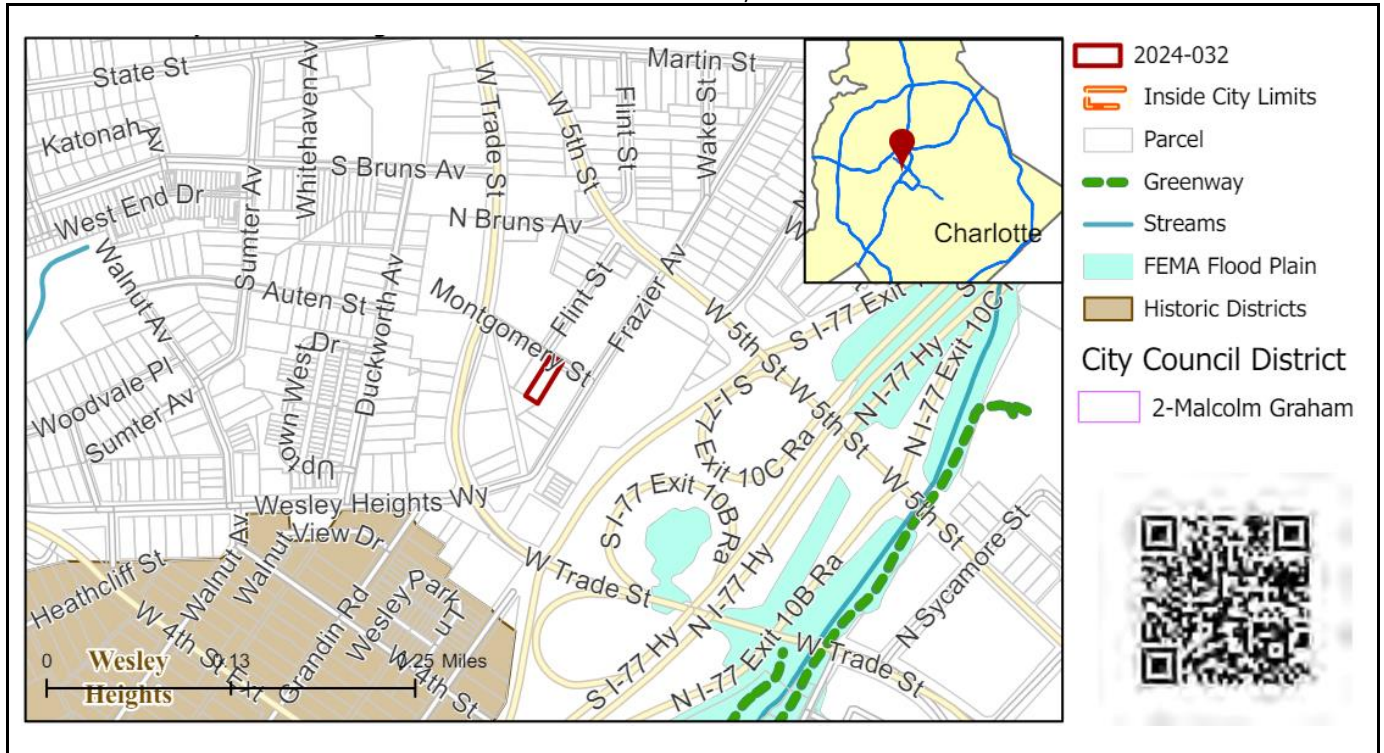 State St
Katonah Av
West End Dr
Whitehaven Av
Sumter Av
S Bruns Av
N Bruns Av
W Trade St
W 5th St
Martin St
Flint St
Wake St
Walnut Av
Auten St
Duckworth Av
Montgomery St
Flint St
Frazier Av
Woodvale Pl
Sumter Av
Uptown West Dr
W 5th St
S I-77 Exit
S I-77 Exit 10C Ra
W 5th St
N I-77 Hy
N I-77 Exit 10C
Wesley Heights Wy
View Dr
S I-77 Exit 10B Ra
W 5th St
Heathcliff St
Walnut Av
Walnut
Grandin Rd
Wesley
Park
Ln
W Trade St
N I-77 Hy
N I-77 Exit 10B Ra
N Sycamore St
W 4th St Ext
W 4th St
S I-77 Hy
W Trade St
0 0.13 0.25 Miles
Wesley
Heights
Charlotte
2024-032
Inside City Limits
Parcel
Greenway
Streams
FEMA Flood Plain
Historic Districts
City Council District
2-Malcolm Graham